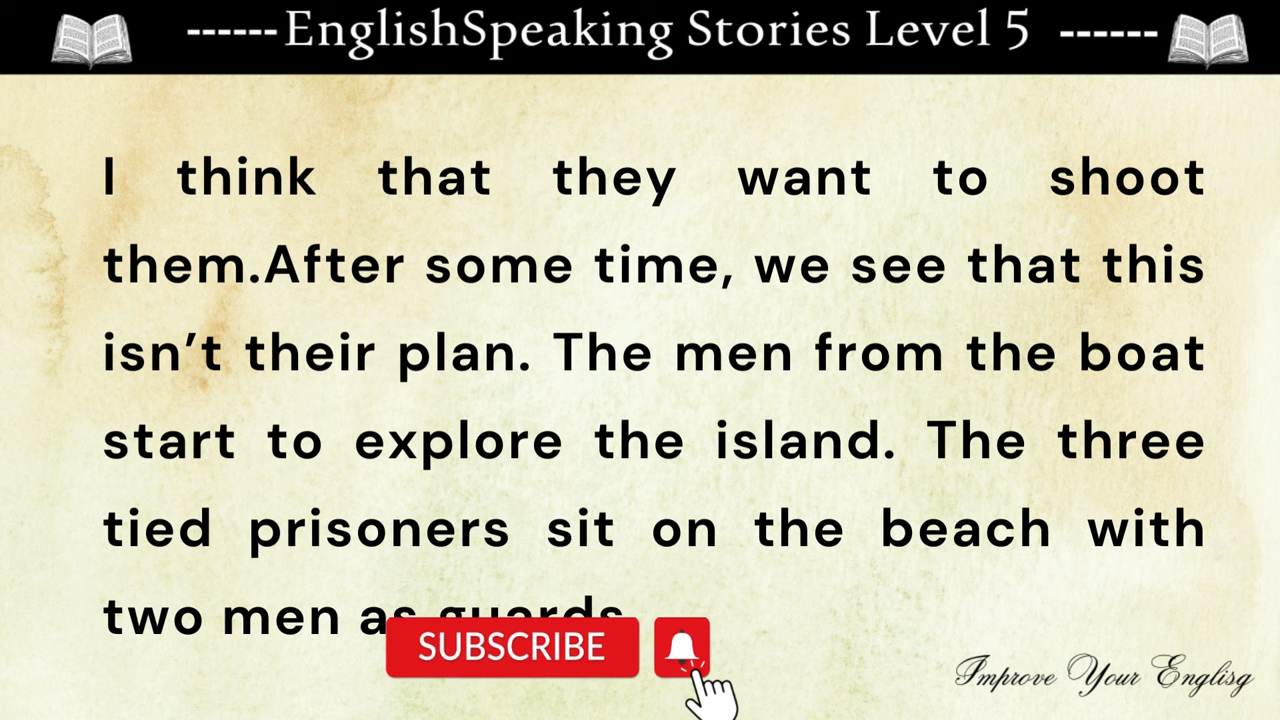 ------EnglishSpeaking Stories Level 5 ------
I think that they want to shoot
them.After some time, we see that this
isn’t their plan. The men from the boat
start to explore the island. The three
tied prisoners sit on the beach with
two men as guards
SUBSCRIBE
Improve Your Englisg